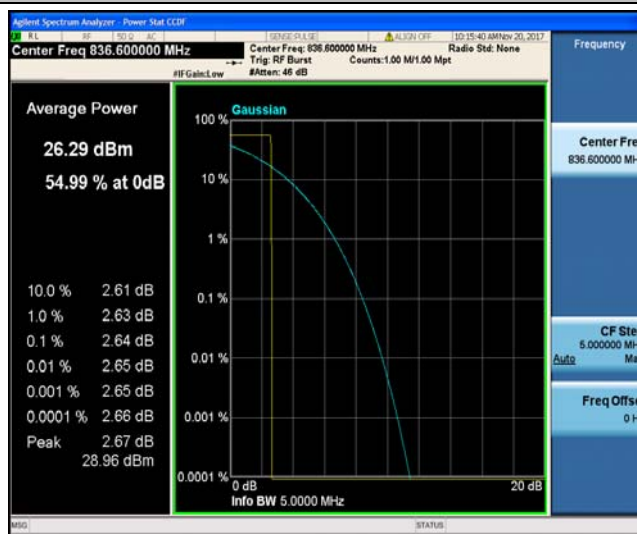 Agilent Spectrum Analyzer - Power Stat CCDF
RL RF 50 Ω AC SENSE:PULSE ALIGN OFF 10:15:40 AM Nov 20, 2017
Center Freq 836.600000 MHz
Center Freq: 836.600000 MHz Radio Std: None
Trig: RF Burst Counts:1.00 M/1.00 Mpt
#IFGain:Low #Atten: 46 dB
Frequency
Average Power
26.29 dBm
54.99 % at 0dB
10.0 % 2.61 dB
1.0 % 2.63 dB
0.1 % 2.64 dB
0.01 % 2.65 dB
0.001 % 2.65 dB
0.0001 % 2.66 dB
Peak 2.67 dB
28.96 dBm
Gaussian
100 %
10 %
1 %
0.1 %
0.01 %
0.001 %
0.0001 %
0 dB 20 dB
Info BW 5.0000 MHz
Center Fre
836.600000 MH
CF Ste
5.000000 MH
Auto Ma
Freq Offse
0 H
MSG STATUS